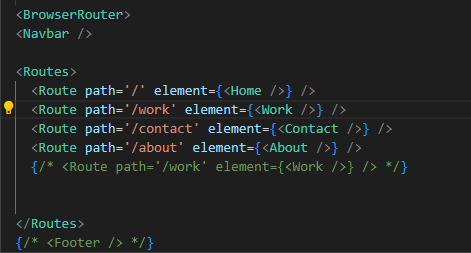 <BrowserRouter>
<Navbar />
<Routes>
<Route path='/' element={<Home />} />
<Route path='/work' element={<Work />} />
<Route path='/contact' element={<Contact />} />
<Route path='/about' element={<About />} />
{/* <Route path='/work' element={<Work />} /> */}
</Routes>
{/* <Footer /> */}